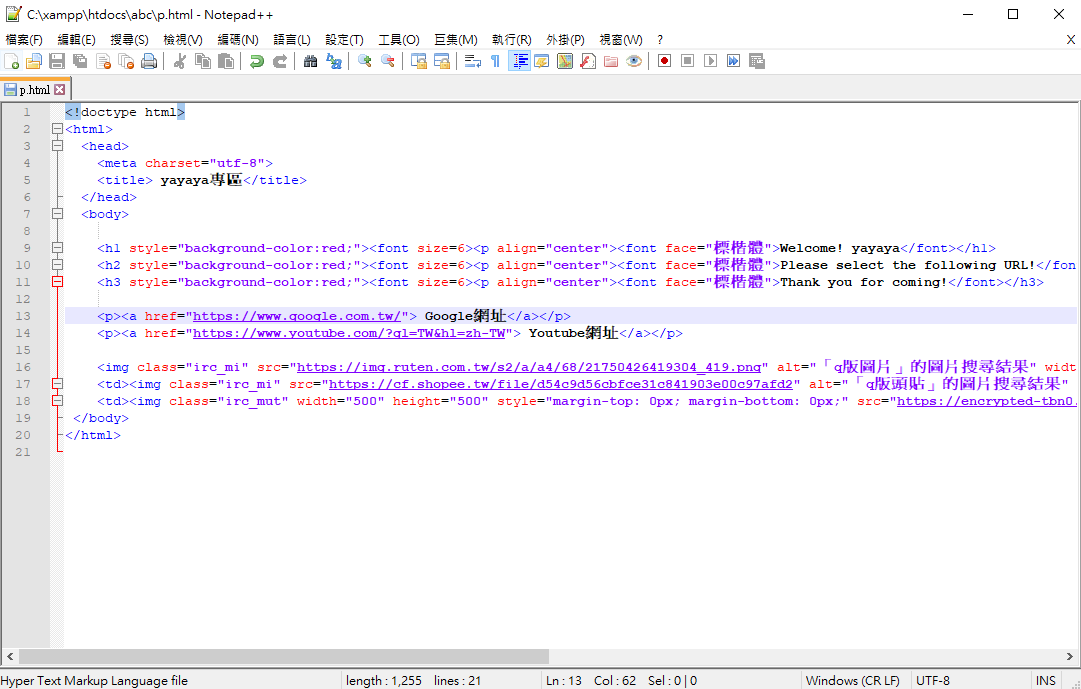 C:\xampp\htdocs\abc\p.html - Notepad++
檔案(F) 編輯(E) 搜尋(S) 檢視(V) 編碼(N) 語言(L) 設定(T) 工具(O) 巨集(M) 執行(R) 外掛(P) 視窗(W) ? X
p.html
1 <!doctype html>
2 <html>
3 <head>
4 <meta charset="utf-8">
5 <title> yayaya專區</title>
6 </head>
7 <body>
8
9 <h1 style="background-color:red;"><font size=6><p align="center"><font face="標楷體">Welcome! yayaya</font></h1>
10 <h2 style="background-color:red;"><font size=6><p align="center"><font face="標楷體">Please select the following URL!</fon
11 <h3 style="background-color:red;"><font size=6><p align="center"><font face="標楷體">Thank you for coming!</font></h3>
12
13 <p><a href="https://www.google.com.tw/"> Google網址</a></p>
14 <p><a href="https://www.youtube.com/?gl=TW&hl=zh-TW"> Youtube網址</a></p>
15
16 <img class="irc_mi" src="https://img.ruten.com.tw/s2/a/a4/68/21750426419304_419.png" alt="「q版圖片」的圖片搜尋結果" widt
17 <td><img class="irc_mi" src="https://cf.shopee.tw/file/d54c9d56cbfce31c841903e00c97afd2" alt="「q版頭貼」的圖片搜尋結果"
18 <td><img class="irc_mut" width="500" height="500" style="margin-top: 0px; margin-bottom: 0px;" src="https://encrypted-tbn0.
19 </body>
20 </html>
21
Hyper Text Markup Language file length : 1,255 lines : 21 Ln : 13 Col : 62 Sel : 0 | 0 Windows (CR LF) UTF-8 INS